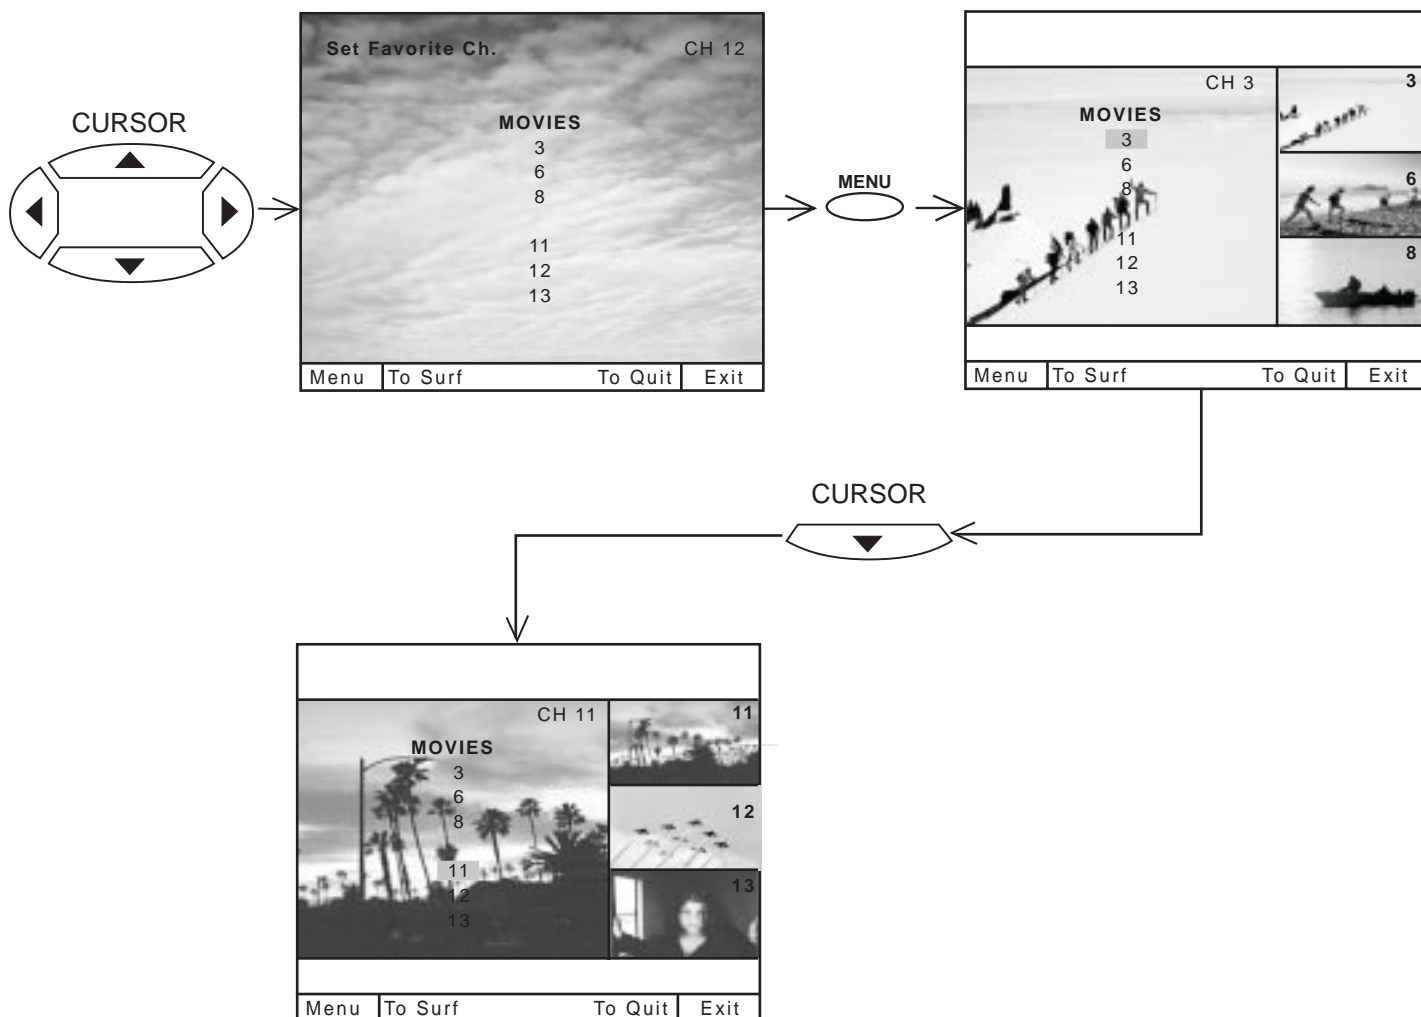 CURSOR
Set Favorite Ch. CH 12
MOVIES
3
6
8
11
12
13
Menu To Surf To Quit Exit
MENU
CH 3
MOVIES
3
6
8
11
12
13
3
6
8
Menu To Surf To Quit Exit
CURSOR
CH 11
MOVIES
3
6
8
11
12
13
11
12
13
Menu To Surf To Quit Exit